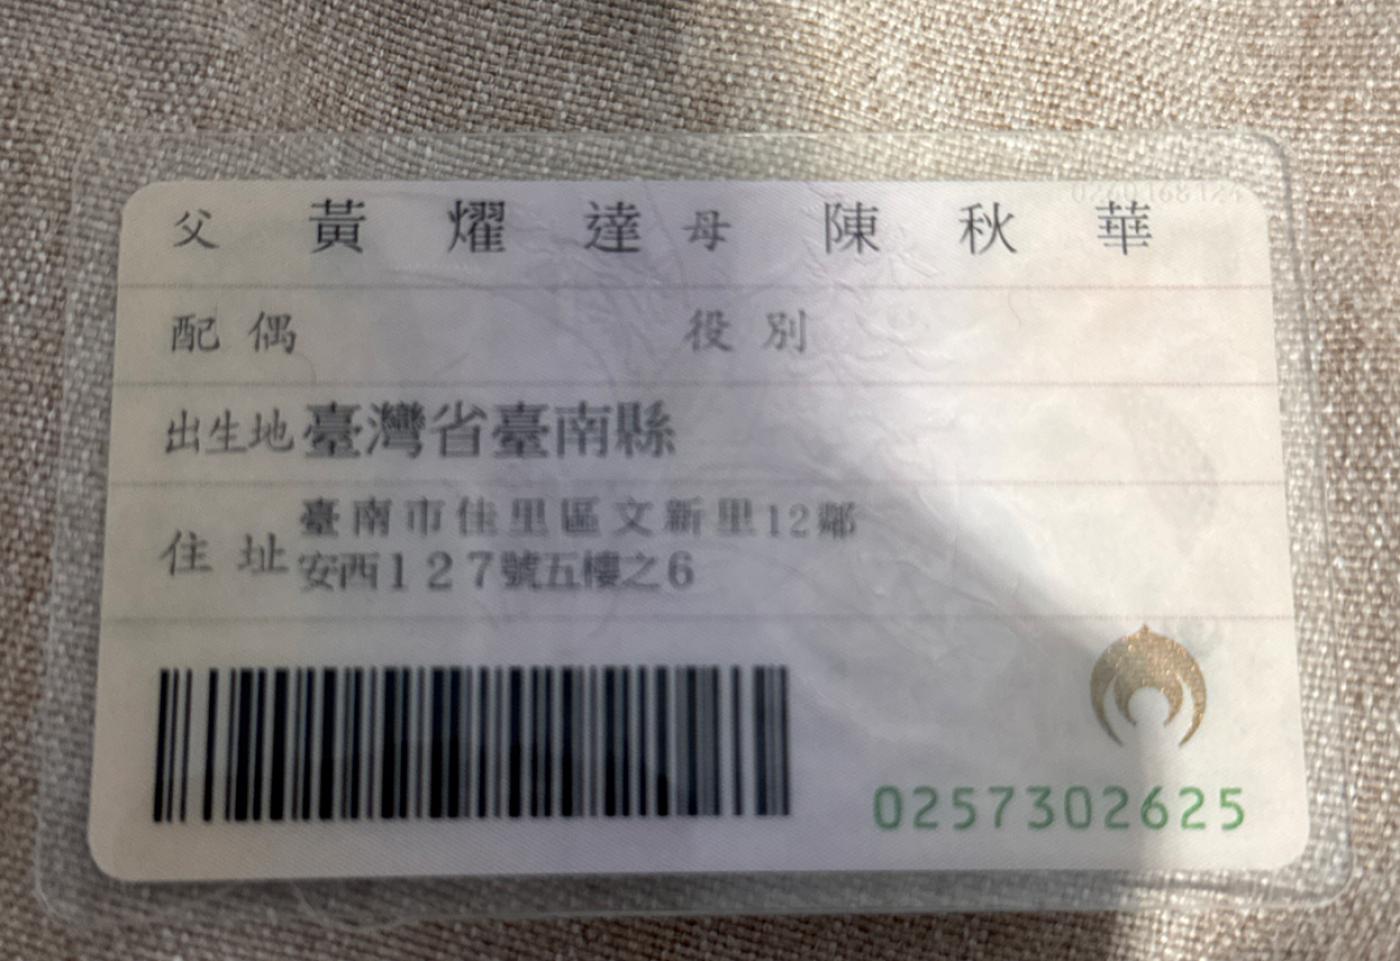 父 黃燿達 母 陳秋華
配偶 役別
出生地 臺灣省臺南縣
住址 臺南市佳里區文新里12鄰
安西127號五樓之6
0257302625